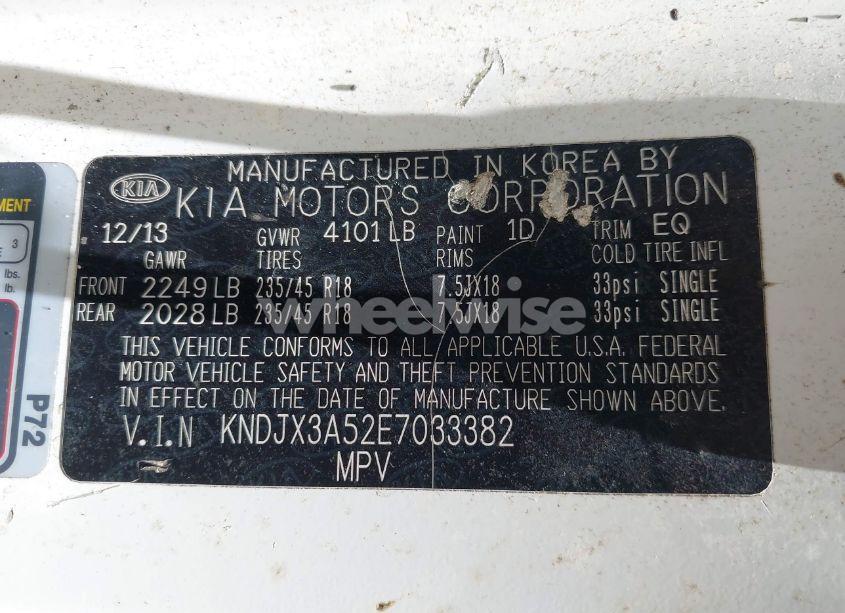 MANUFACTURED IN KOREA BY
KIA KIA MOTORS CORPORATION
12/13 GVWR 4101 LB PAINT 1D TRIM EQ
GAWR TIRES RIMS COLD TIRE INFL
FRONT 2249 LB 235/45 R18 7.5JX18 33psi SINGLE
REAR 2028 LB 235/45 R18 7.5JX18 33psi SINGLE
THIS VEHICLE CONFORMS TO ALL APPLICABLE U.S.A. FEDERAL
MOTOR VEHICLE SAFETY AND THEFT PREVENTION STANDARDS
IN EFFECT ON THE DATE OF MANUFACTURE SHOWN ABOVE.
V.I.N KNDJX3A52E7033382
MPV
wheelwise
3
lbs.
lbs.
P72